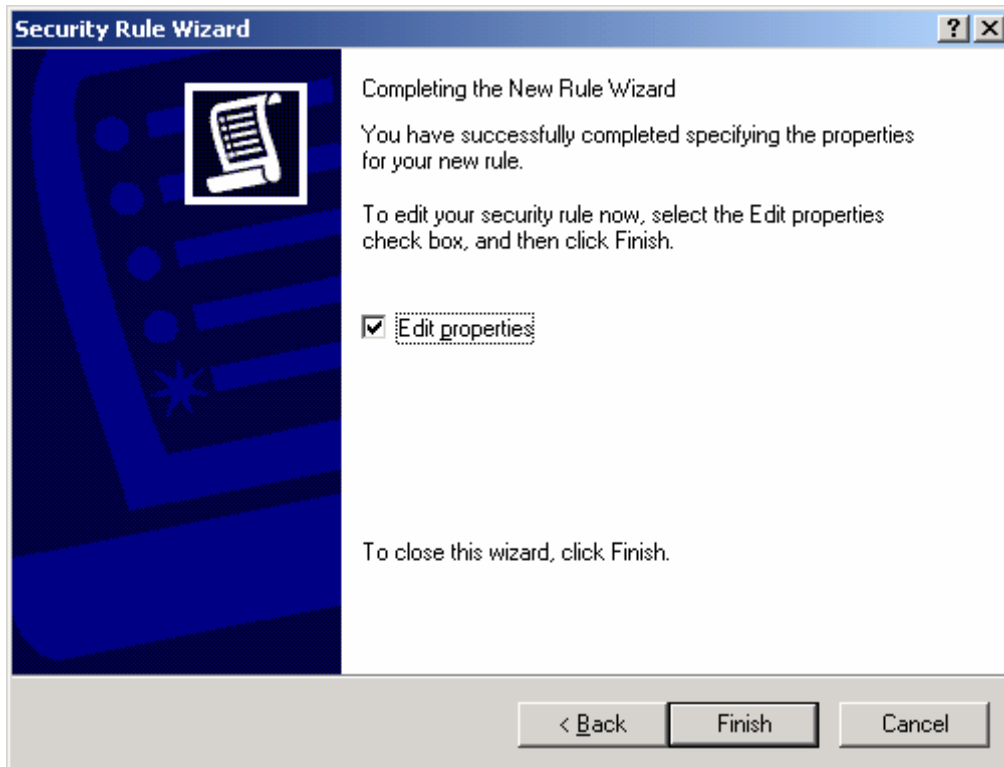 Security Rule Wizard
Completing the New Rule Wizard
You have successfully completed specifying the properties
for your new rule.
To edit your security rule now, select the Edit properties
check box, and then click Finish.
Edit properties
To close this wizard, click Finish.
< Back Finish Cancel